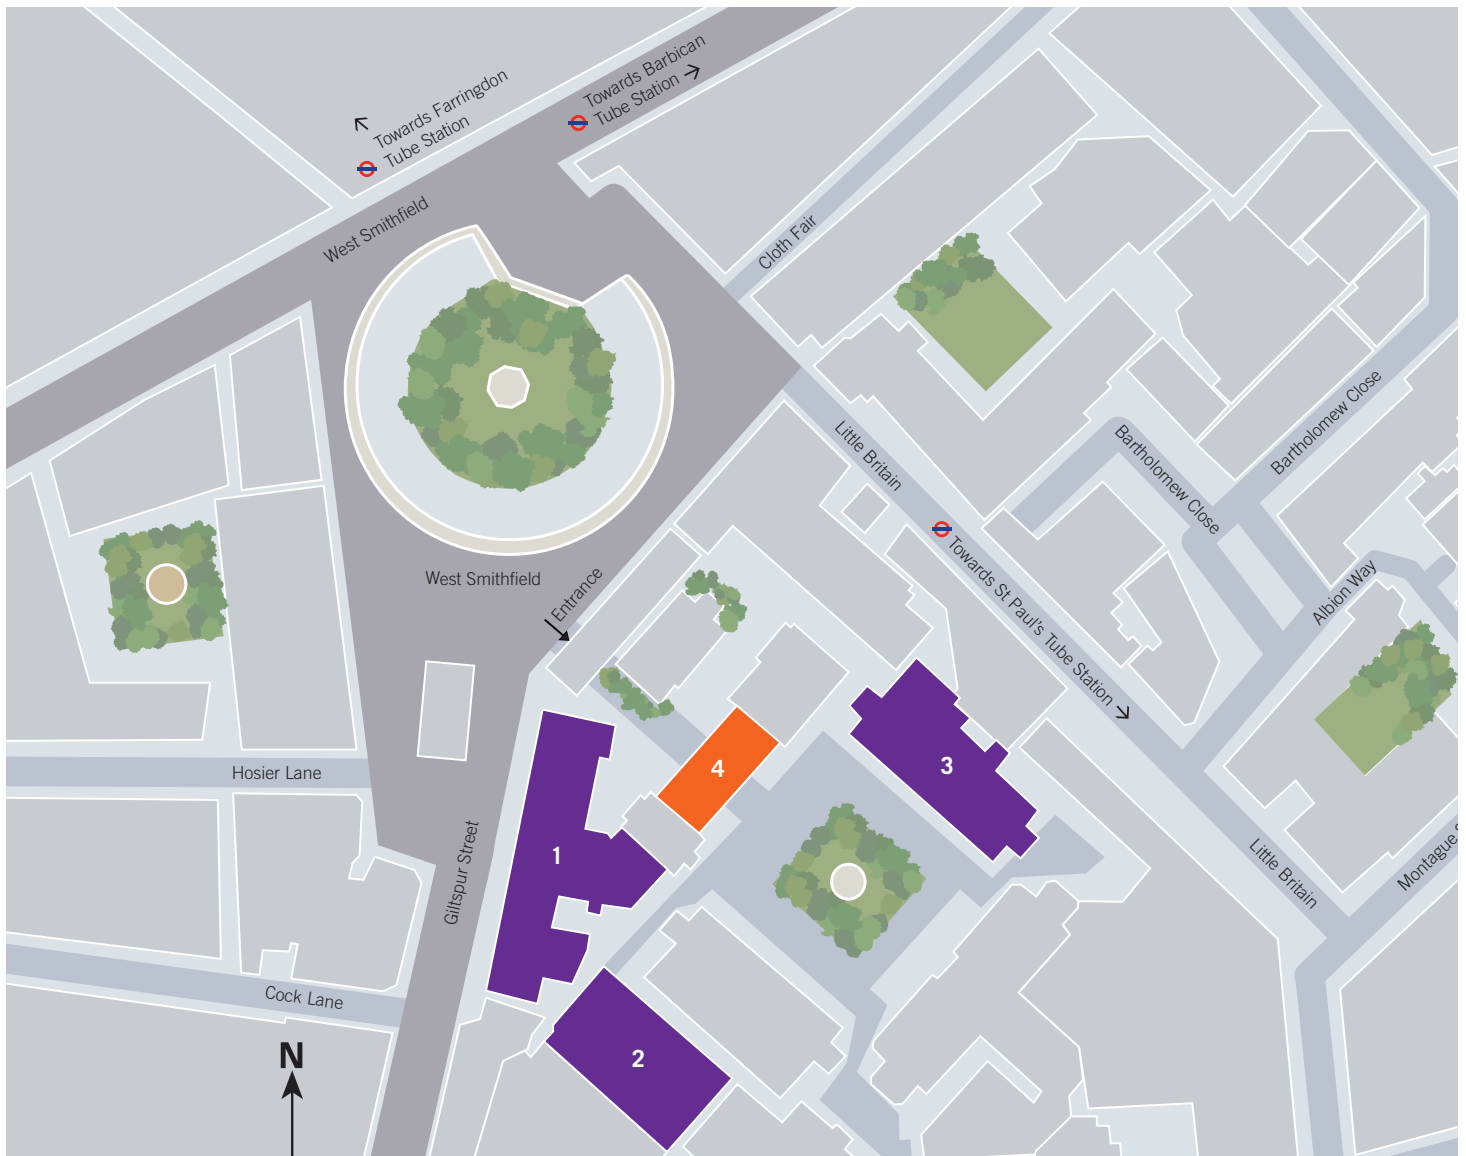 Towards Barbican
Tube Station
Towards Farringdon
Tube Station
West Smithfield
Cloth Fair
Little Britain
Bartholomew Close
Bartholomew Close
West Smithfield
Entrance
Towards St Paul's Tube Station
Albion Way
Hosier Lane
4
3
1
Giltspur Street
Little Britain
Montague
Cock Lane
N
2